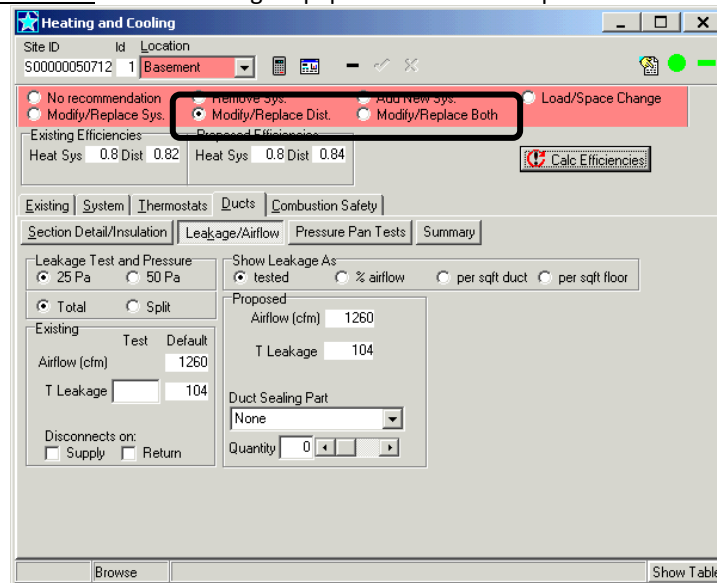 Heating and Cooling
Site ID Id Location
S00000050712 1 Basement
No recommendation Remove Sys. Add New Sys. Load/Space Change
Modify/Replace Sys. Modify/Replace Dist. Modify/Replace Both
Existing Efficiencies Proposed Efficiencies
Heat Sys 0.8 Dist 0.82 Heat Sys 0.8 Dist 0.84 Calc Efficiencies
Existing System Thermostats Ducts Combustion Safety
Section Detail/Insulation Leakage/Airflow Pressure Pan Tests Summary
Leakage Test and Pressure Show Leakage As
25 Pa 50 Pa tested % airflow per sqft duct per sqft floor
Total Split Proposed
Airflow (cfm) 1260
Existing
Test Default
Airflow (cfm) 1260 T Leakage 104
T Leakage 104 Duct Sealing Part
None
Disconnects on:
Supply Return Quantity 0
Browse Show Table